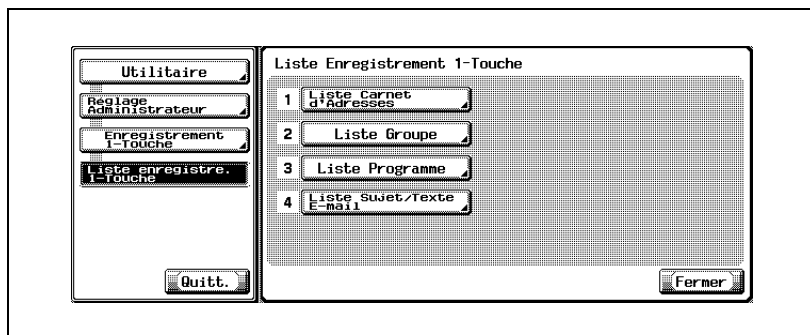 Utilitaire
Réglage
Administrateur
Enregistrement
1-Touche
Liste enregistre.
1-Touche
Quitt.
Liste Enregistrement 1-Touche
1 Liste Carnet
d'Adresses
2 Liste Groupe
3 Liste Programme
4 Liste Sujet/Texte
E-mail
Fermer